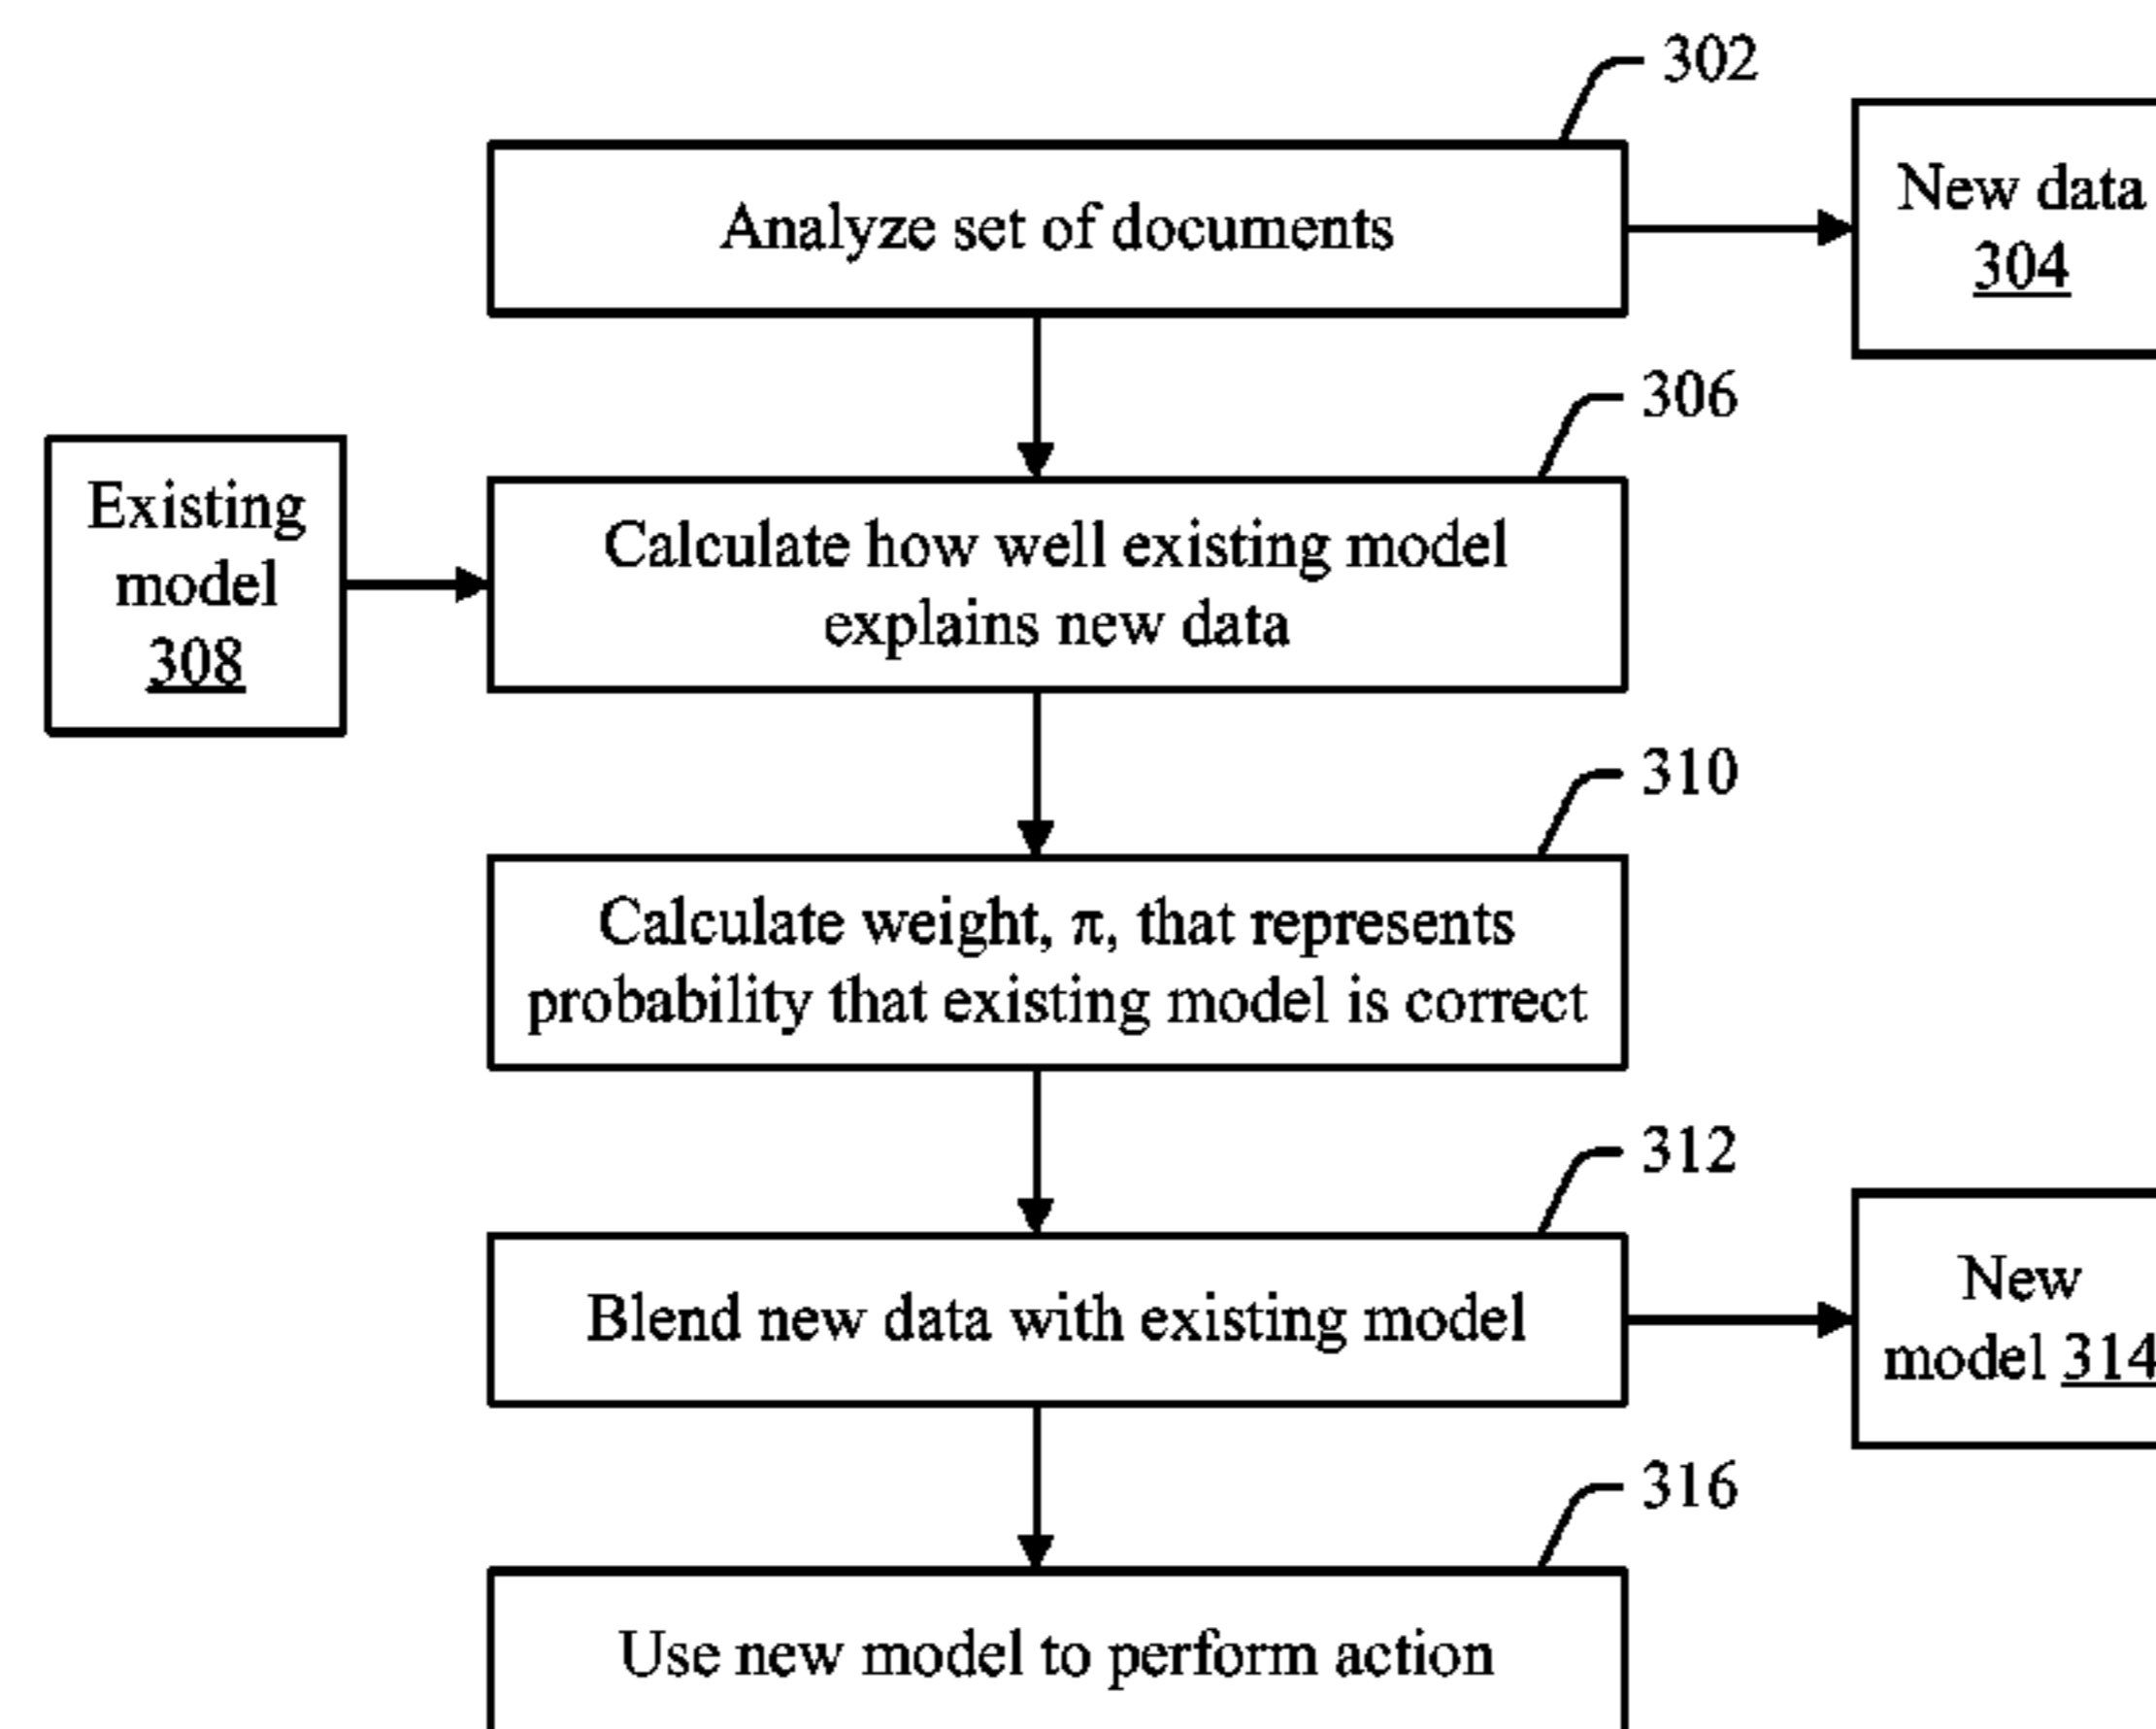 302
Analyze set of documents
New data
304
306
Existing
model
308
Calculate how well existing model
explains new data
310
Calculate weight, π, that represents
probability that existing model is correct
312
Blend new data with existing model
New
model 314
316
Use new model to perform action